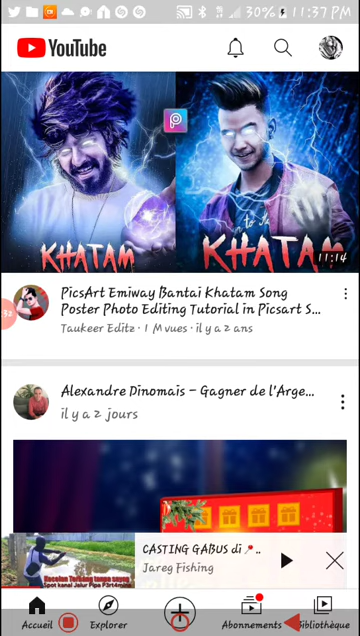 30% 11:37 PM
YouTube
KHATAM
KHATAM
11:14
PicsArt Emiway Bantai Khatam Song
Poster Photo Editing Tutorial in Picsart S...
Taukeer Editz · 1 M vues · il y a 2 ans
Alexandre Dinomais – Gagner de l'Arge...
il y a 2 jours
CASTING GABUS di 📍..
Jareg Fishing
Accueil
Explorer
Abonnements
Bibliothèque